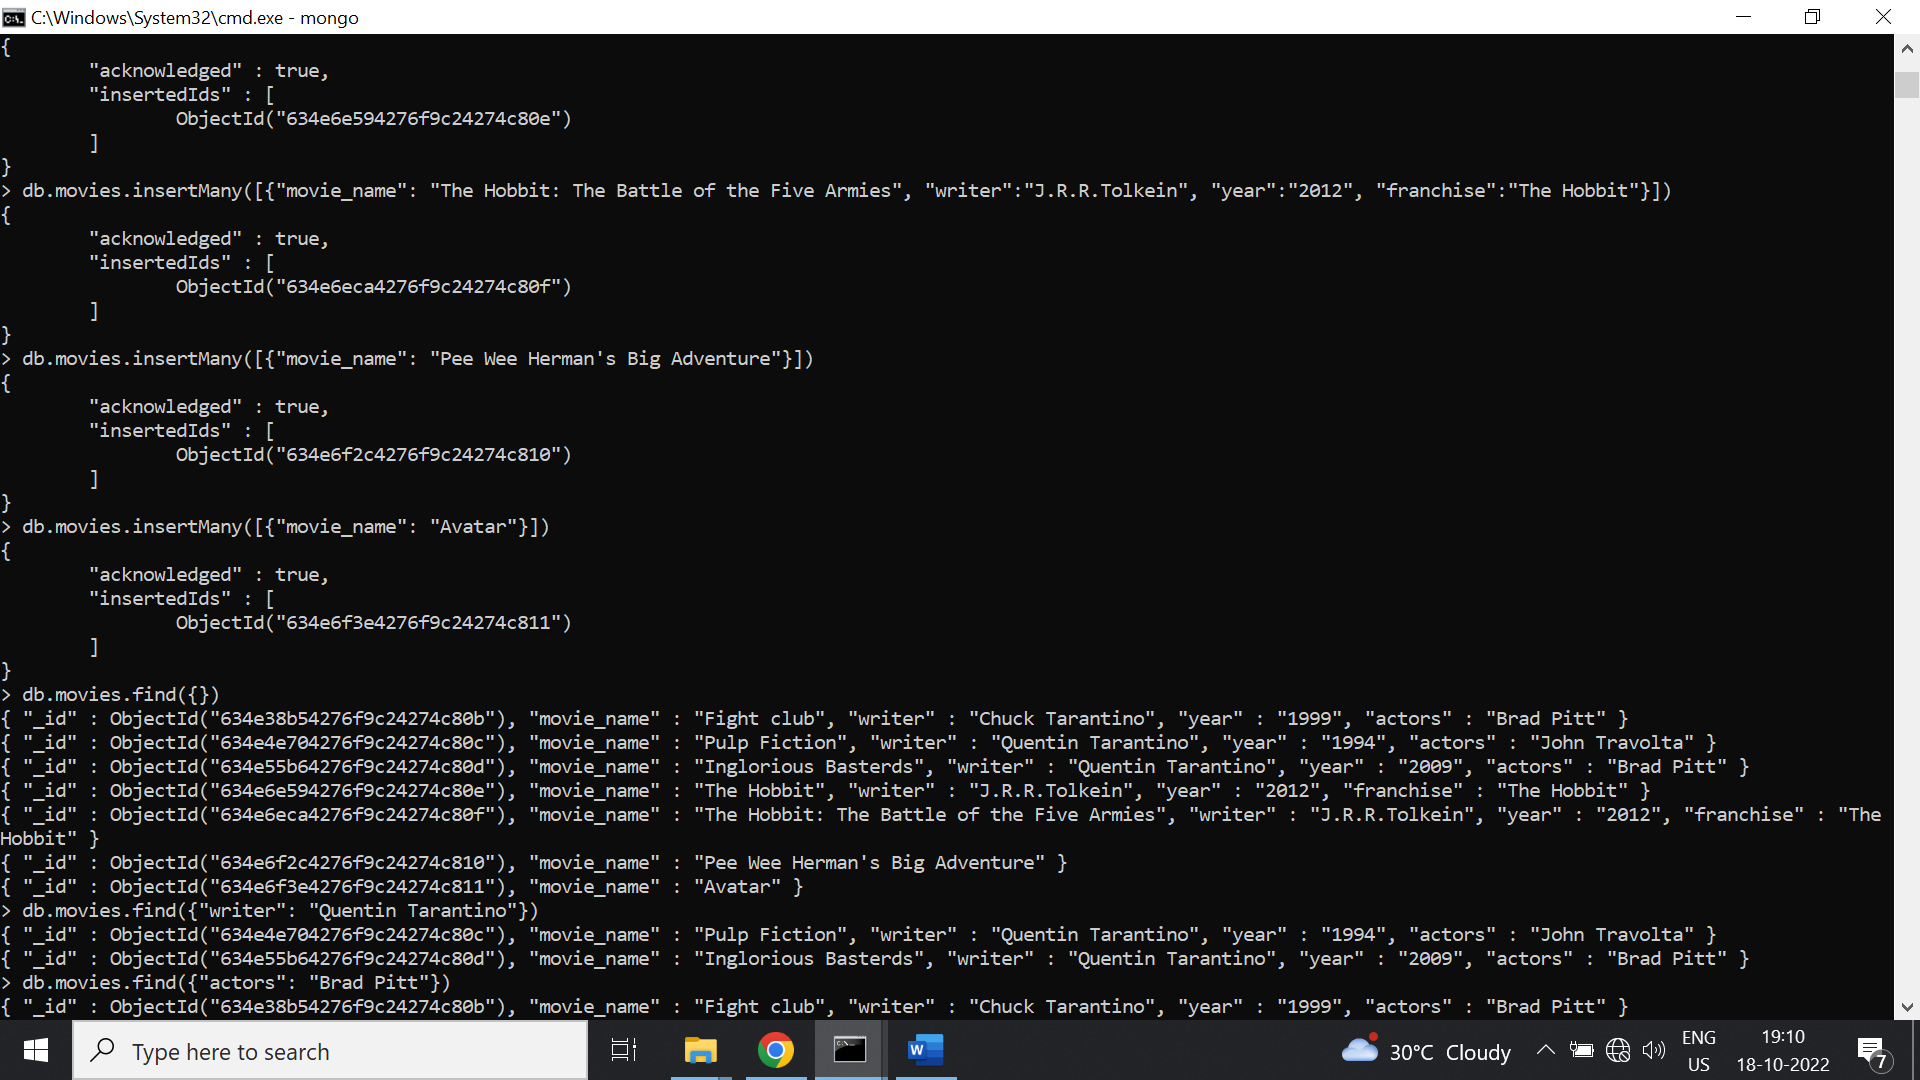 C:\Windows\System32\cmd.exe - mongo
{
"acknowledged" : true,
"insertedIds" : [
ObjectId("634e6e594276f9c24274c80e")
]
}
> db.movies.insertMany([{"movie_name": "The Hobbit: The Battle of the Five Armies", "writer":"J.R.R.Tolkein", "year":"2012", "franchise":"The Hobbit"}])
{
"acknowledged" : true,
"insertedIds" : [
ObjectId("634e6eca4276f9c24274c80f")
]
}
> db.movies.insertMany([{"movie_name": "Pee Wee Herman's Big Adventure"}])
{
"acknowledged" : true,
"insertedIds" : [
ObjectId("634e6f2c4276f9c24274c810")
]
}
> db.movies.insertMany([{"movie_name": "Avatar"}])
{
"acknowledged" : true,
"insertedIds" : [
ObjectId("634e6f3e4276f9c24274c811")
]
}
> db.movies.find({})
{ "_id" : ObjectId("634e38b54276f9c24274c80b"), "movie_name" : "Fight club", "writer" : "Chuck Tarantino", "year" : "1999", "actors" : "Brad Pitt" }
{ "_id" : ObjectId("634e4e704276f9c24274c80c"), "movie_name" : "Pulp Fiction", "writer" : "Quentin Tarantino", "year" : "1994", "actors" : "John Travolta" }
{ "_id" : ObjectId("634e55b64276f9c24274c80d"), "movie_name" : "Inglorious Basterds", "writer" : "Quentin Tarantino", "year" : "2009", "actors" : "Brad Pitt" }
{ "_id" : ObjectId("634e6e594276f9c24274c80e"), "movie_name" : "The Hobbit", "writer" : "J.R.R.Tolkein", "year" : "2012", "franchise" : "The Hobbit" }
{ "_id" : ObjectId("634e6eca4276f9c24274c80f"), "movie_name" : "The Hobbit: The Battle of the Five Armies", "writer" : "J.R.R.Tolkein", "year" : "2012", "franchise" : "The
Hobbit" }
{ "_id" : ObjectId("634e6f2c4276f9c24274c810"), "movie_name" : "Pee Wee Herman's Big Adventure" }
{ "_id" : ObjectId("634e6f3e4276f9c24274c811"), "movie_name" : "Avatar" }
> db.movies.find({"writer": "Quentin Tarantino"})
{ "_id" : ObjectId("634e4e704276f9c24274c80c"), "movie_name" : "Pulp Fiction", "writer" : "Quentin Tarantino", "year" : "1994", "actors" : "John Travolta" }
{ "_id" : ObjectId("634e55b64276f9c24274c80d"), "movie_name" : "Inglorious Basterds", "writer" : "Quentin Tarantino", "year" : "2009", "actors" : "Brad Pitt" }
> db.movies.find({"actors": "Brad Pitt"})
{ "_id" : ObjectId("634e38b54276f9c24274c80b"), "movie_name" : "Fight club", "writer" : "Chuck Tarantino", "year" : "1999", "actors" : "Brad Pitt" }
Type here to search
30°C Cloudy
ENG
US
19:10
18-10-2022
7